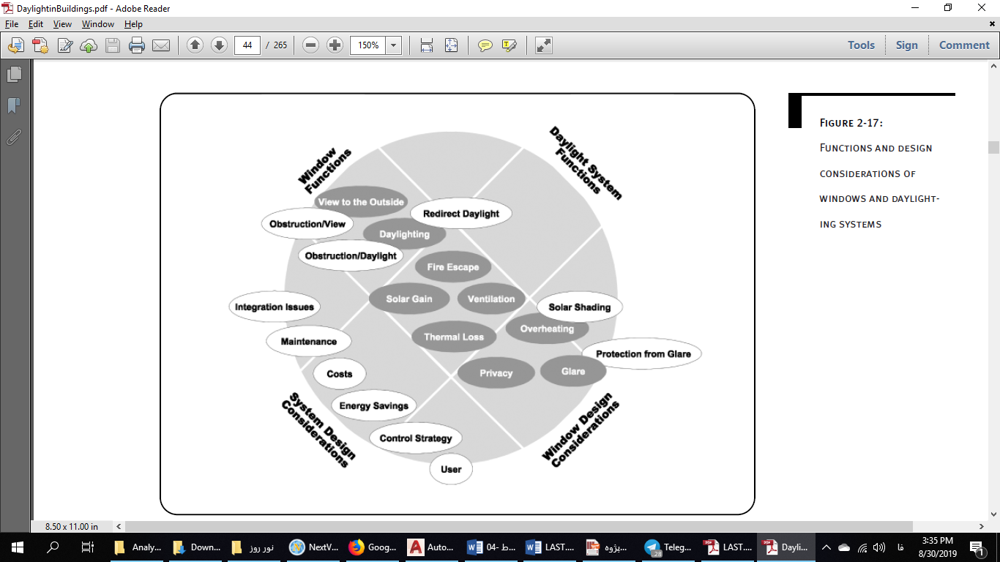 DaylightinBuildings.pdf - Adobe Reader
File Edit View Window Help
44 / 265 150% Tools Sign Comment
Window
Functions
Daylight System
Functions
View to the Outside
Obstruction/View
Redirect Daylight
Daylighting
Obstruction/Daylight
Fire Escape
Solar Gain
Ventilation
Integration Issues
Solar Shading
Overheating
Thermal Loss
Maintenance
Protection from Glare
Costs
Privacy
Glare
Energy Savings
Control Strategy
User
System Design
Considerations
Window Design
Considerations
FIGURE 2-17:
FUNCTIONS AND DESIGN
CONSIDERATIONS OF
WINDOWS AND DAYLIGHT-
ING SYSTEMS
8.50 x 11.00 in
Analy... Down... نور روز NextV... Goog... Auto... 04- ط... LAST.... پژوه... Teleg... 28 LAST.... Dayli... فا 3:35 PM
8/30/2019 1